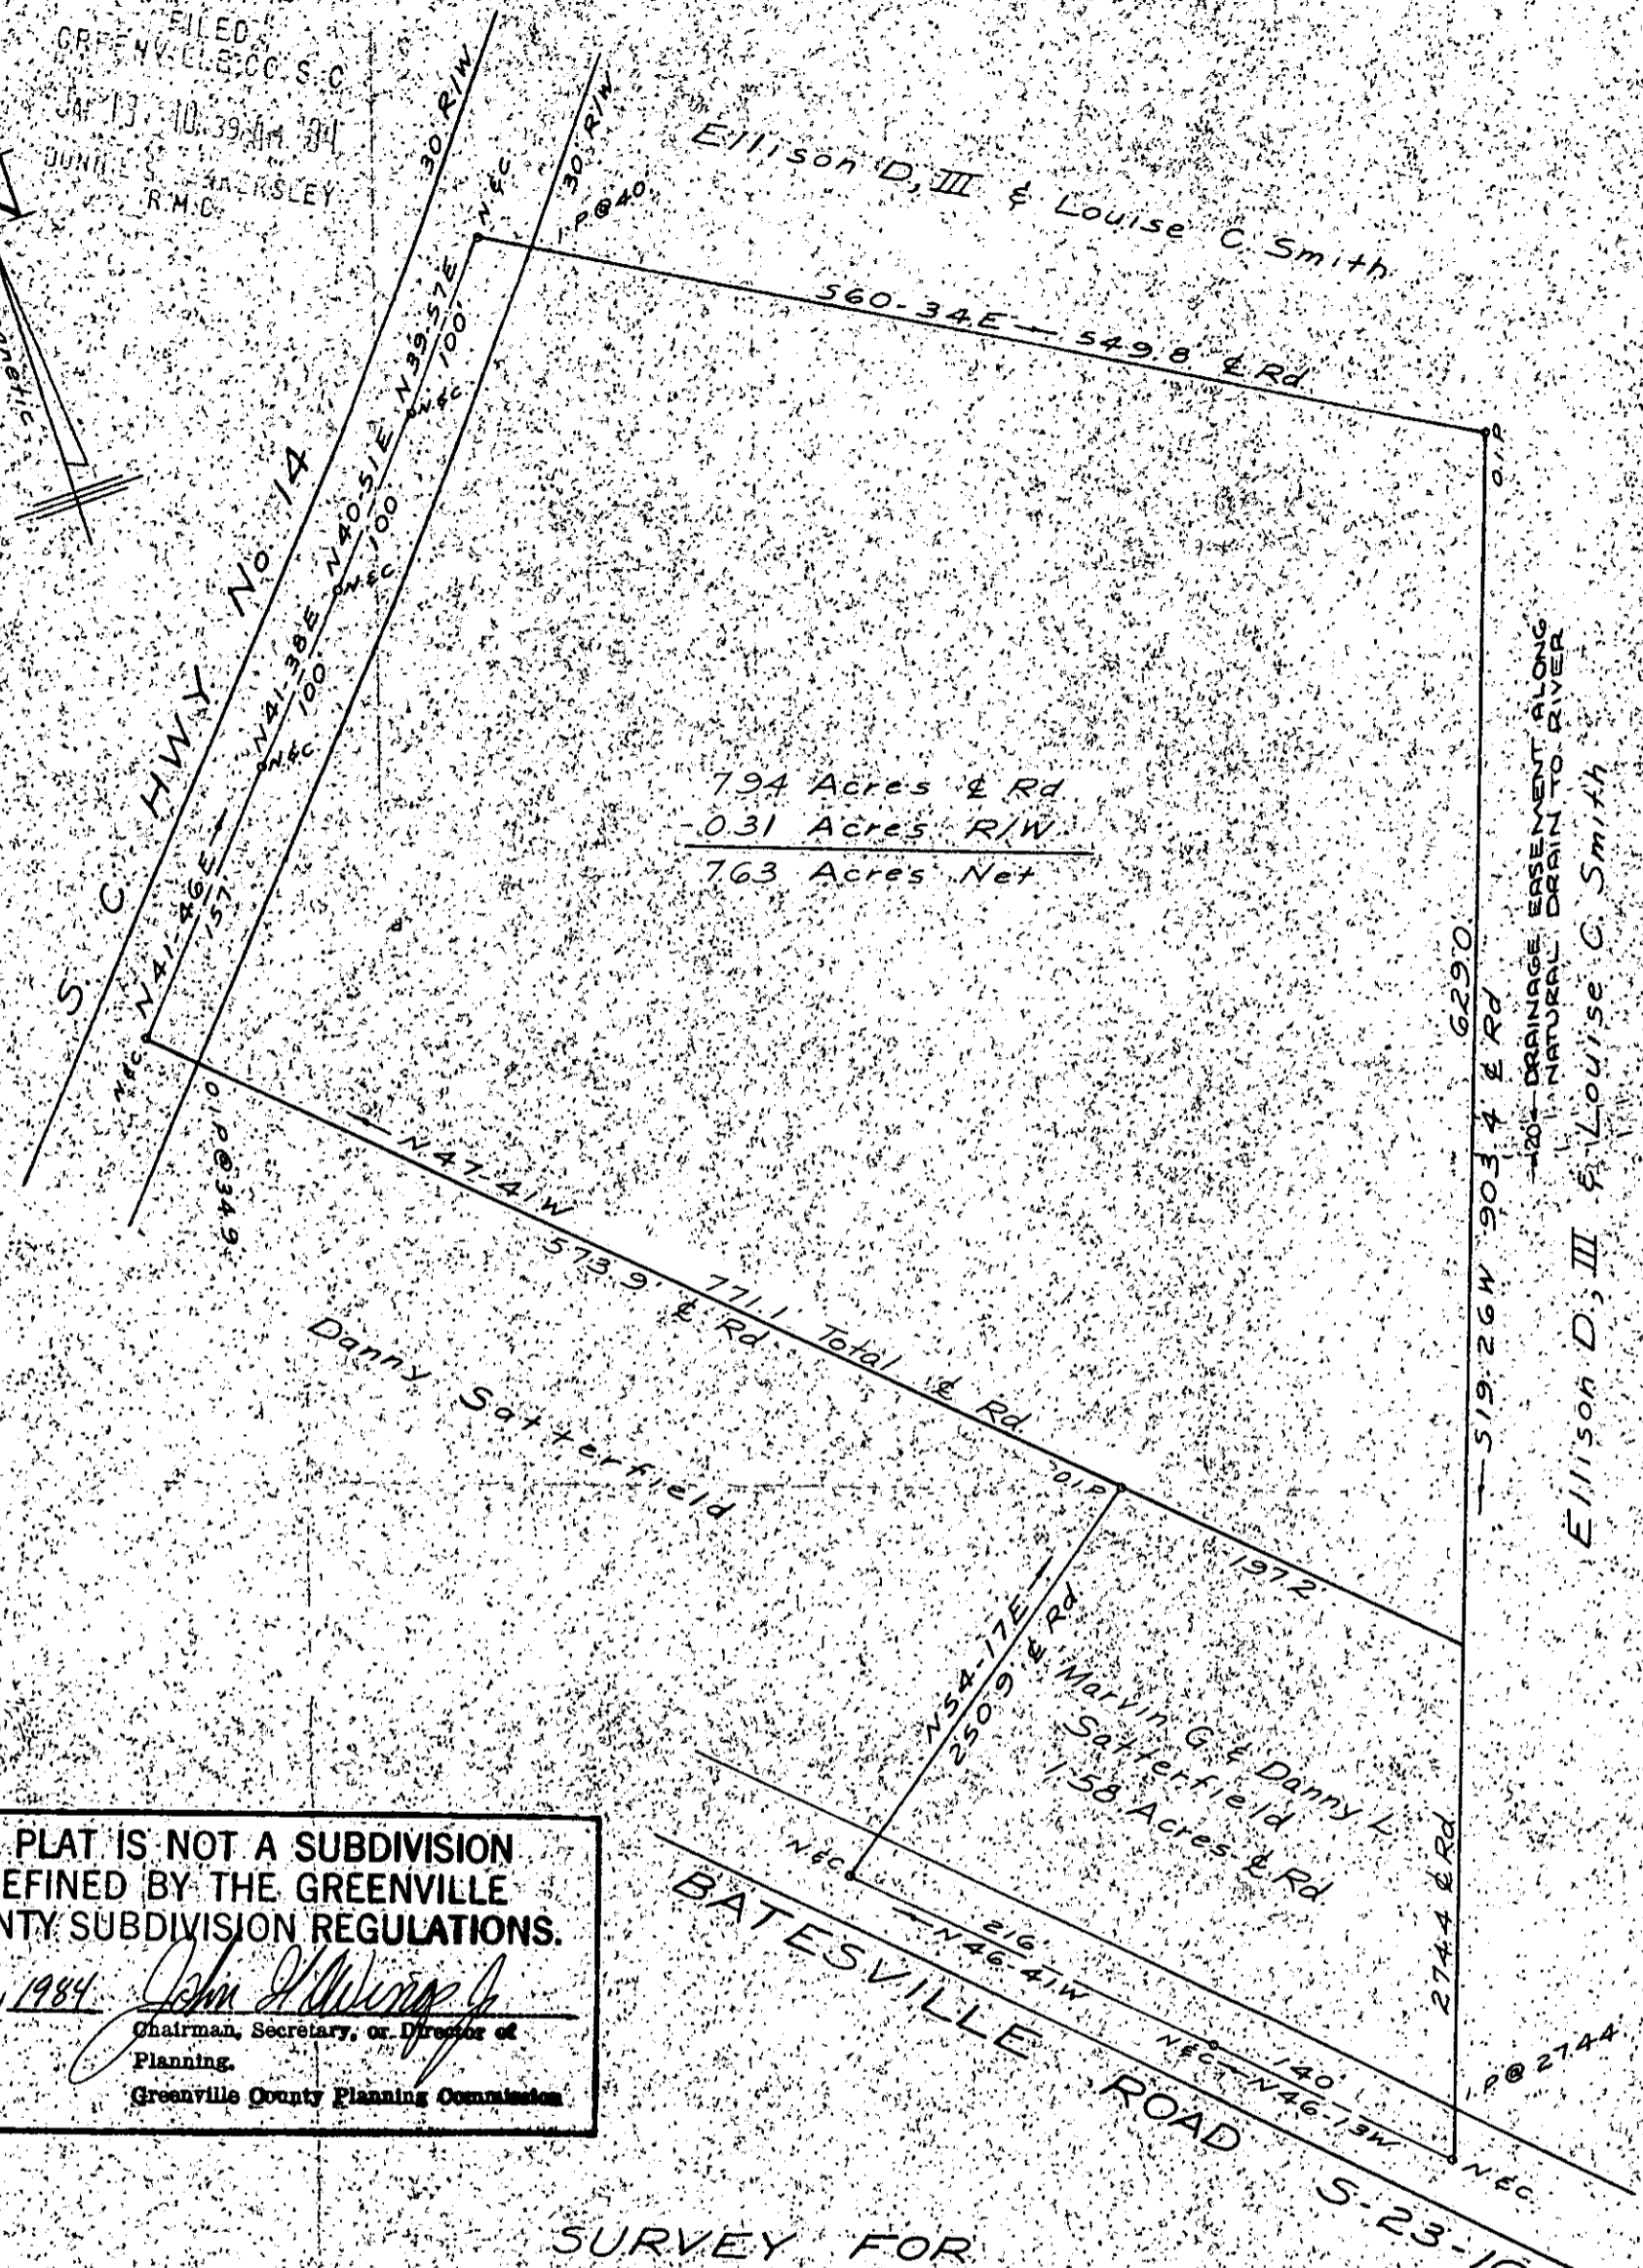 FILED
GREENVILLE CO. S. C.
JAN 13 10 39 AM '84
R.M.C.
30' R/W
30' R/W
N&C
I.P.@40'
Ellison D, III & Louise C Smith
S60-34E 549.8' ₵ Rd
O.I.P
N39-57E
100'
N&C
N40-51E
100'
N&C
N41-38E
100'
N&C
N41-46E
157'
N&C
S. C. HWY No. 14
7.94 Acres ₵ Rd
-0.31 Acres R/W
7.63 Acres Net
629.0'
S19-26W 903.4 ₵ Rd
20' DRAINAGE EASEMENT ALONG
NATURAL DRAIN TO RIVER
Ellison D, III & Louise C. Smith
O.I.P@34.9'
N47-41W
573.9' ₵ Rd
771.1' Total ₵ Rd
O.I.P
197.2'
Danny Satterfield
N54-17E
250.9' ₵ Rd
Marvin G & Danny L
Satterfield
1.58 Acres ₵ Rd
274.4 ₵ Rd
N&C
216'
N46-41W
N&C
140'
N46-13W
I.P@274.4
N&C
BATESVILLE ROAD S-23-
PLAT IS NOT A SUBDIVISION
EFINED BY THE GREENVILLE
NTY SUBDIVISION REGULATIONS.
, 1984
Chairman, Secretary, or Director of
Planning.
Greenville County Planning Commission
SURVEY FOR